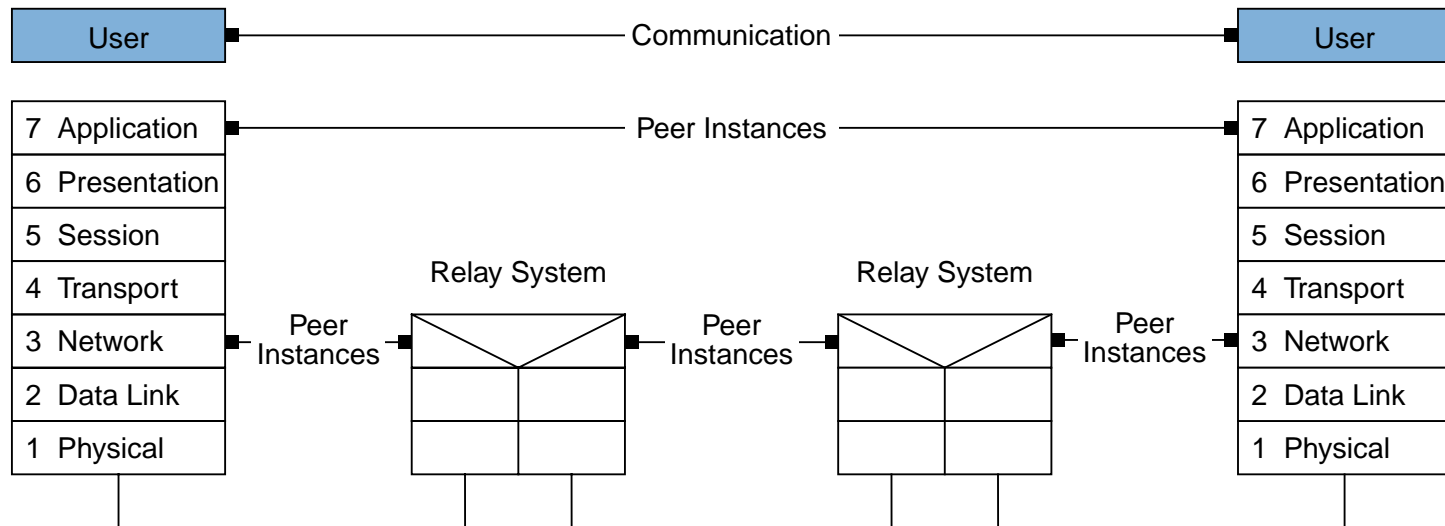 User Communication User
7 Application Peer Instances 7 Application
6 Presentation 6 Presentation
5 Session 5 Session
Relay System Relay System
4 Transport 4 Transport
3 Network Peer Instances Peer Instances Peer Instances 3 Network
2 Data Link 2 Data Link
1 Physical 1 Physical